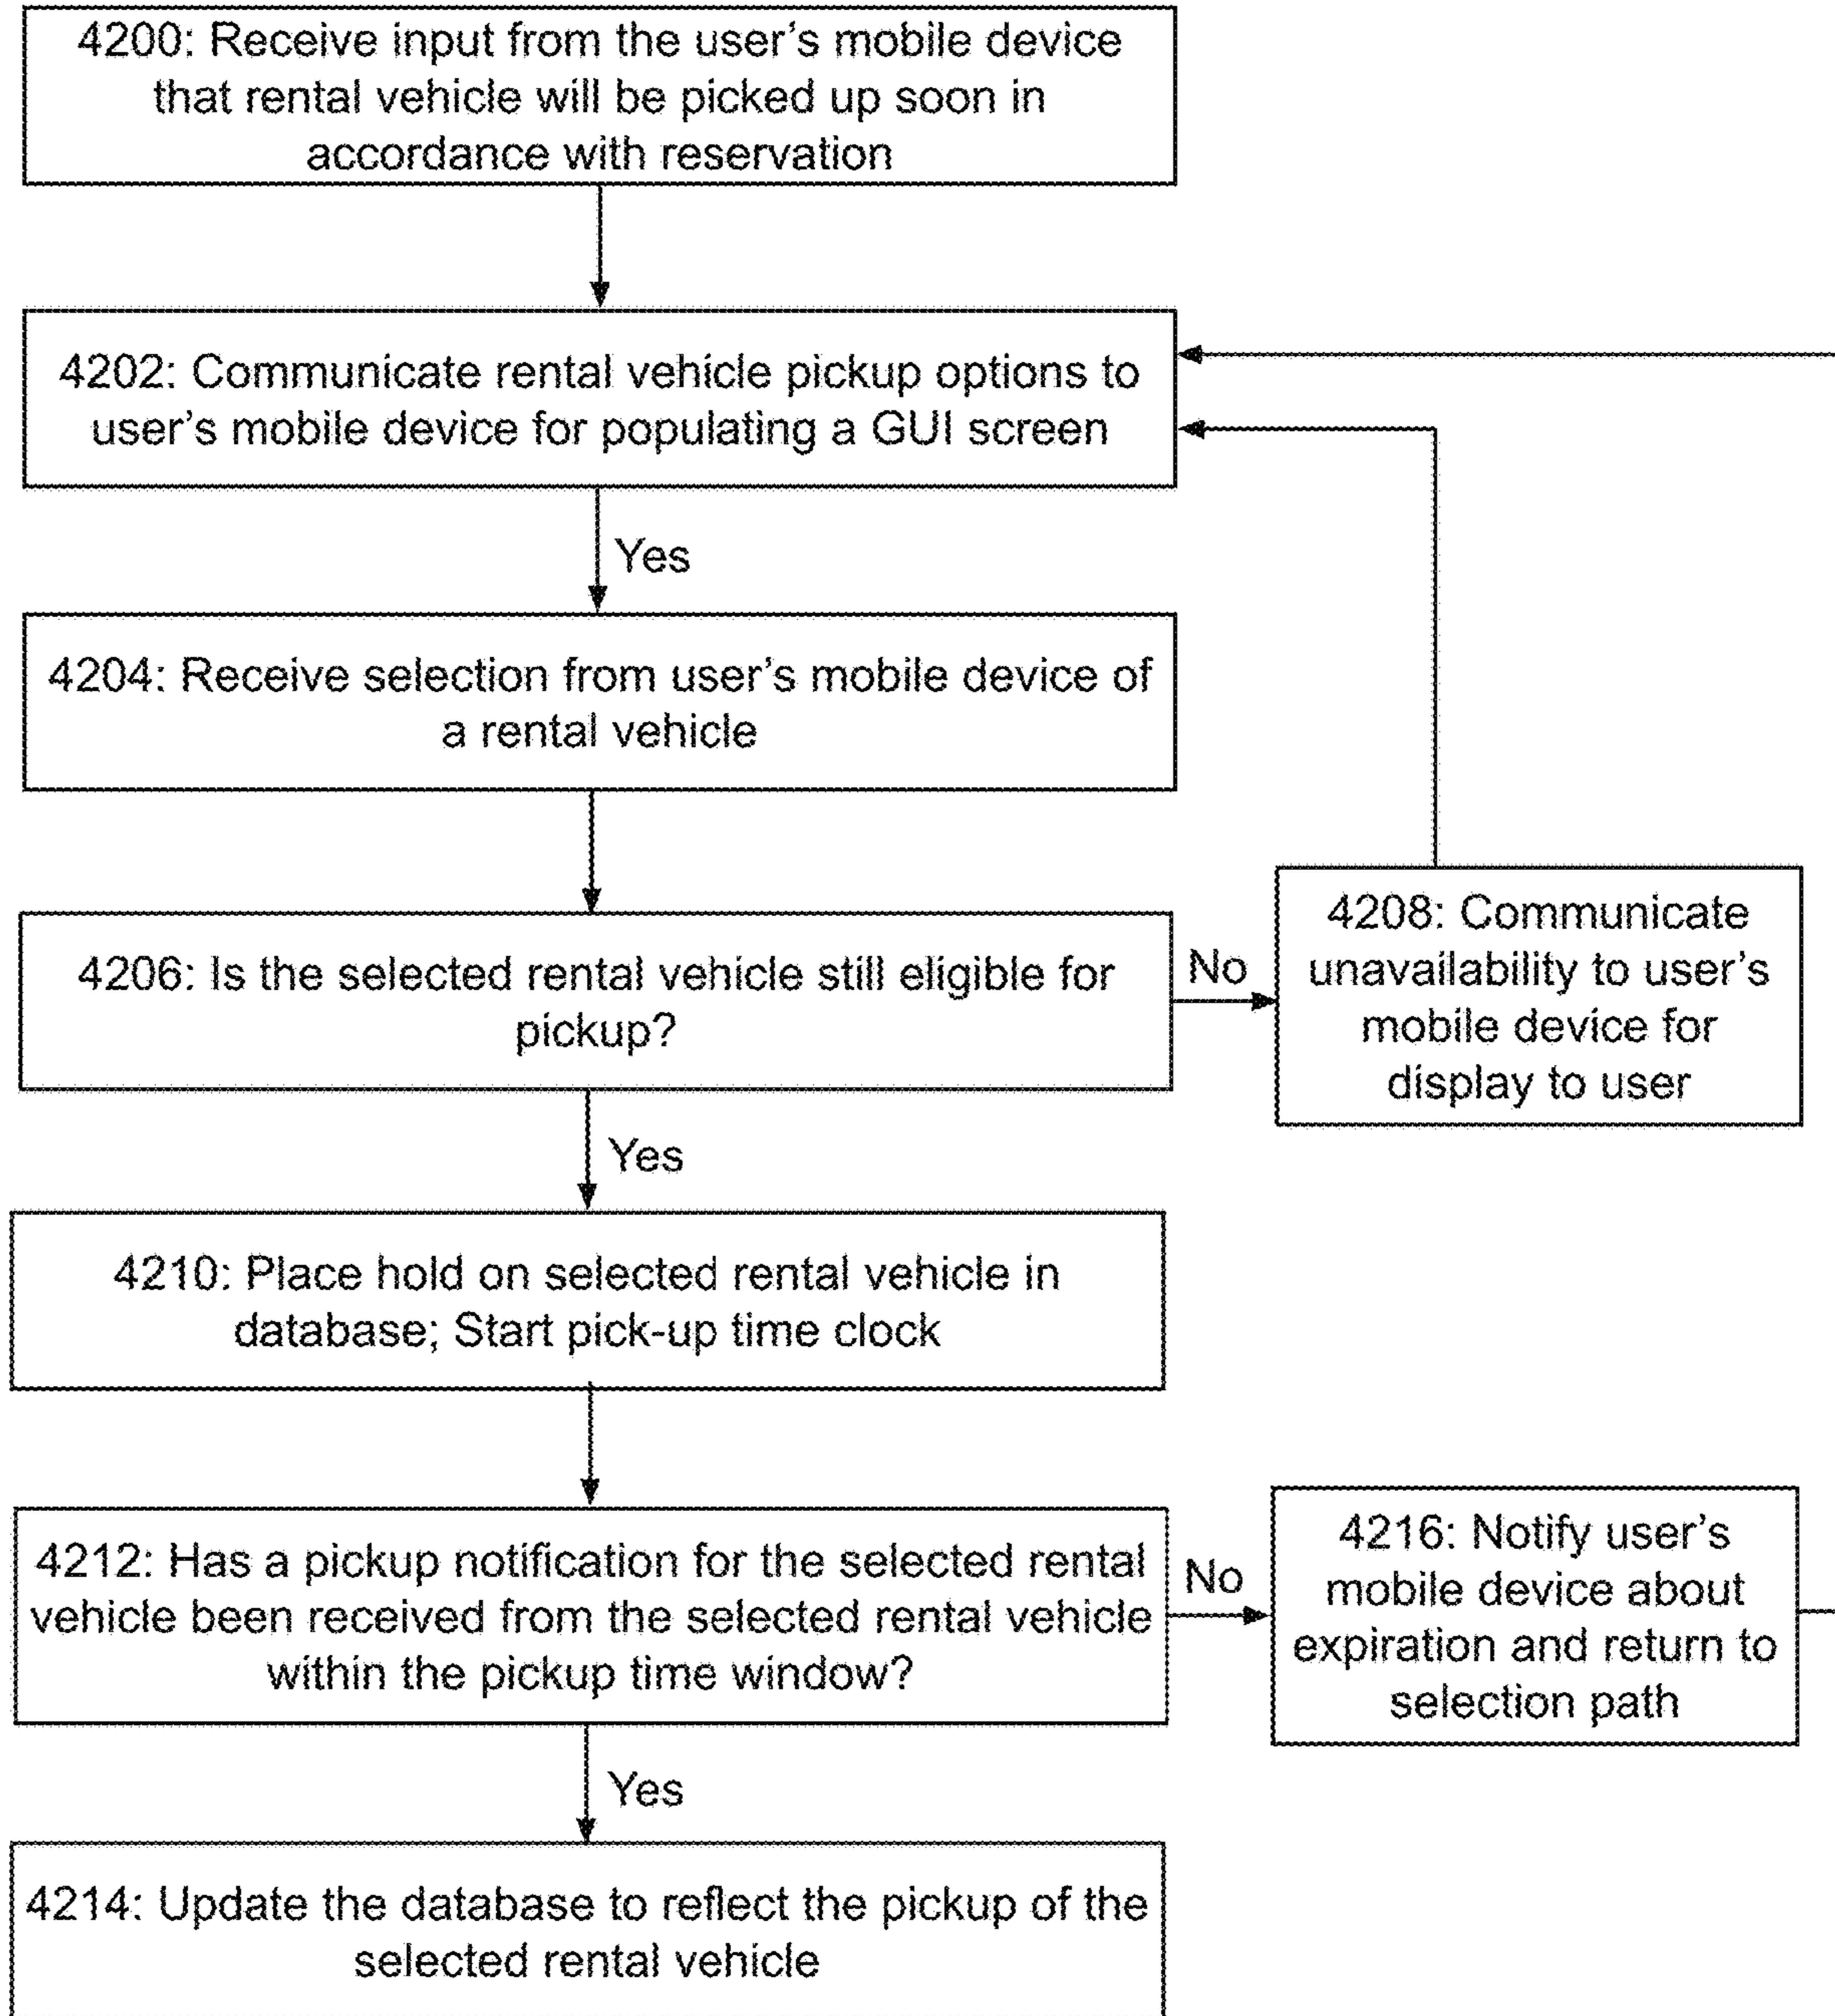 4200: Receive input from the user's mobile device
that rental vehicle will be picked up soon in
accordance with reservation
4202: Communicate rental vehicle pickup options to
user's mobile device for populating a GUI screen
Yes
4204: Receive selection from user's mobile device of
a rental vehicle
4206: Is the selected rental vehicle still eligible for
pickup?
No
4208: Communicate
unavailability to user's
mobile device for
display to user
Yes
4210: Place hold on selected rental vehicle in
database; Start pick-up time clock
4212: Has a pickup notification for the selected rental
vehicle been received from the selected rental vehicle
within the pickup time window?
No
4216: Notify user's
mobile device about
expiration and return to
selection path
Yes
4214: Update the database to reflect the pickup of the
selected rental vehicle